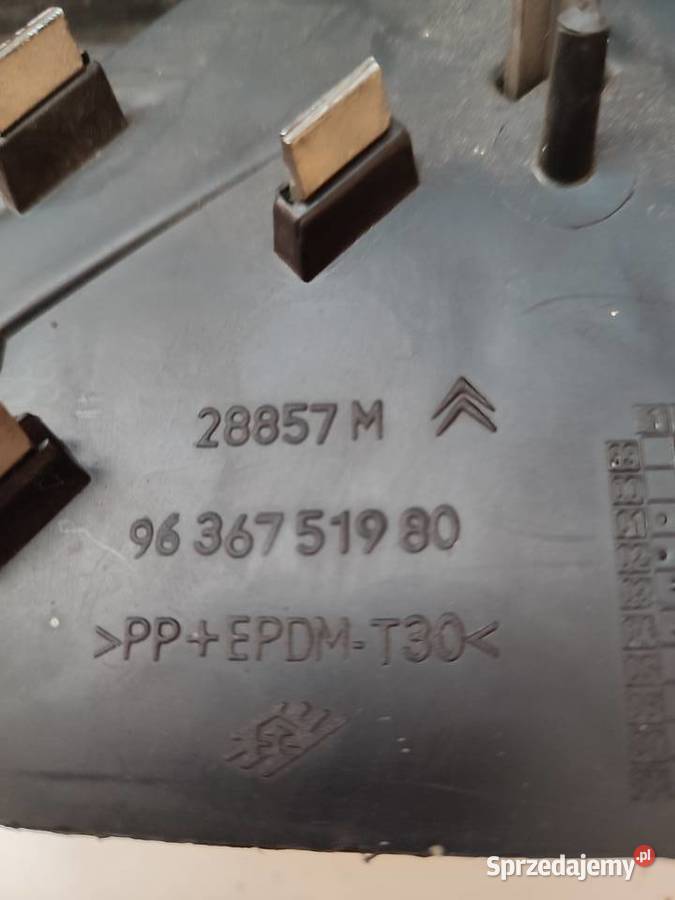 28857 M
96 367 519 80
>PP+EPDM-T30<
Sprzedajemy.pl